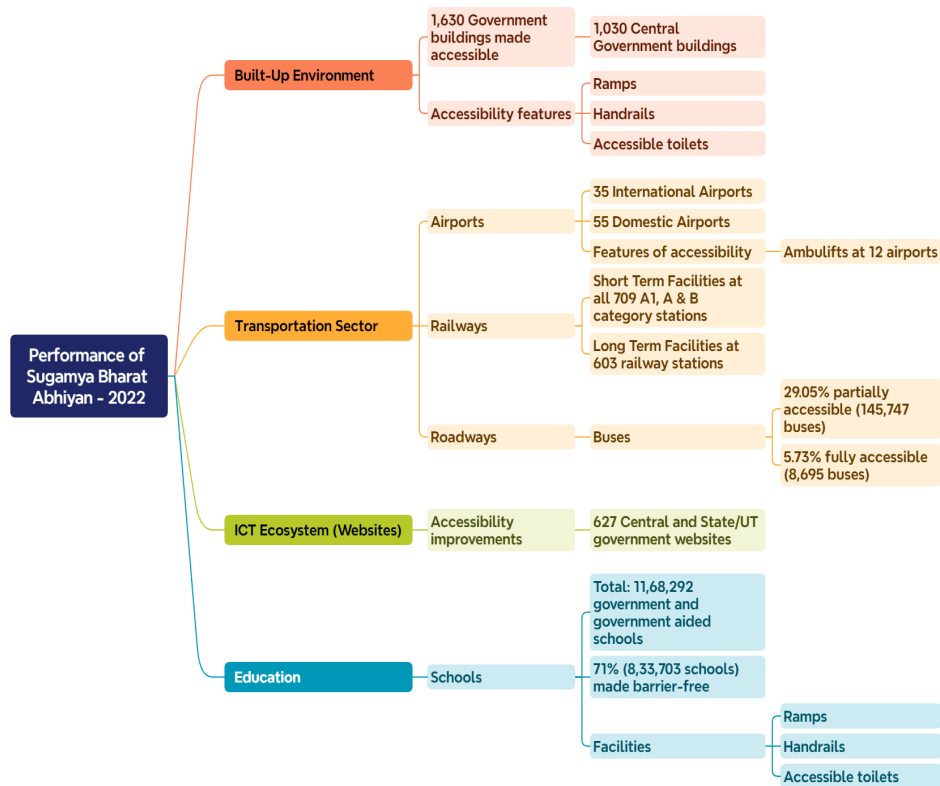 Performance of
Sugamya Bharat
Abhiyan - 2022
Built-Up Environment
1,630 Government
buildings made
accessible
1,030 Central
Government buildings
Accessibility features
Ramps
Handrails
Accessible toilets
Transportation Sector
Airports
35 International Airports
55 Domestic Airports
Features of accessibility
Ambulifts at 12 airports
Railways
Short Term Facilities at
all 709 A1, A & B
category stations
Long Term Facilities at
603 railway stations
Roadways
Buses
29.05% partially
accessible (145,747
buses)
5.73% fully accessible
(8,695 buses)
ICT Ecosystem (Websites)
Accessibility
improvements
627 Central and State/UT
government websites
Education
Schools
Total: 11,68,292
government and
government aided
schools
71% (8,33,703 schools)
made barrier-free
Facilities
Ramps
Handrails
Accessible toilets